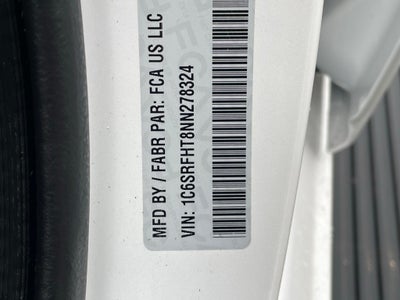 MFD BY / FABR PAR: FCA US LLC
VIN: 1C6SRFHT8NN278324